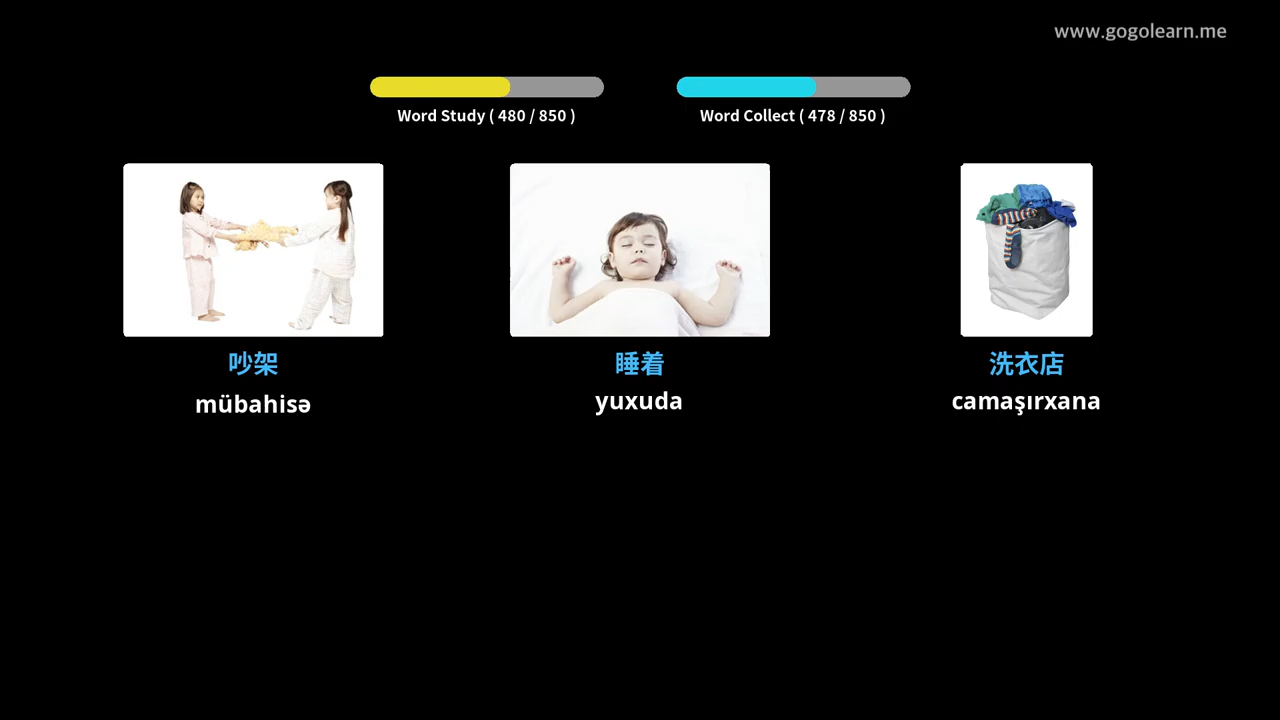 www.gogolearn.me
Word Study ( 480 / 850 )
Word Collect ( 478 / 850 )
吵架
睡着
洗衣店
mübahisə
yuxuda
camaşırxana